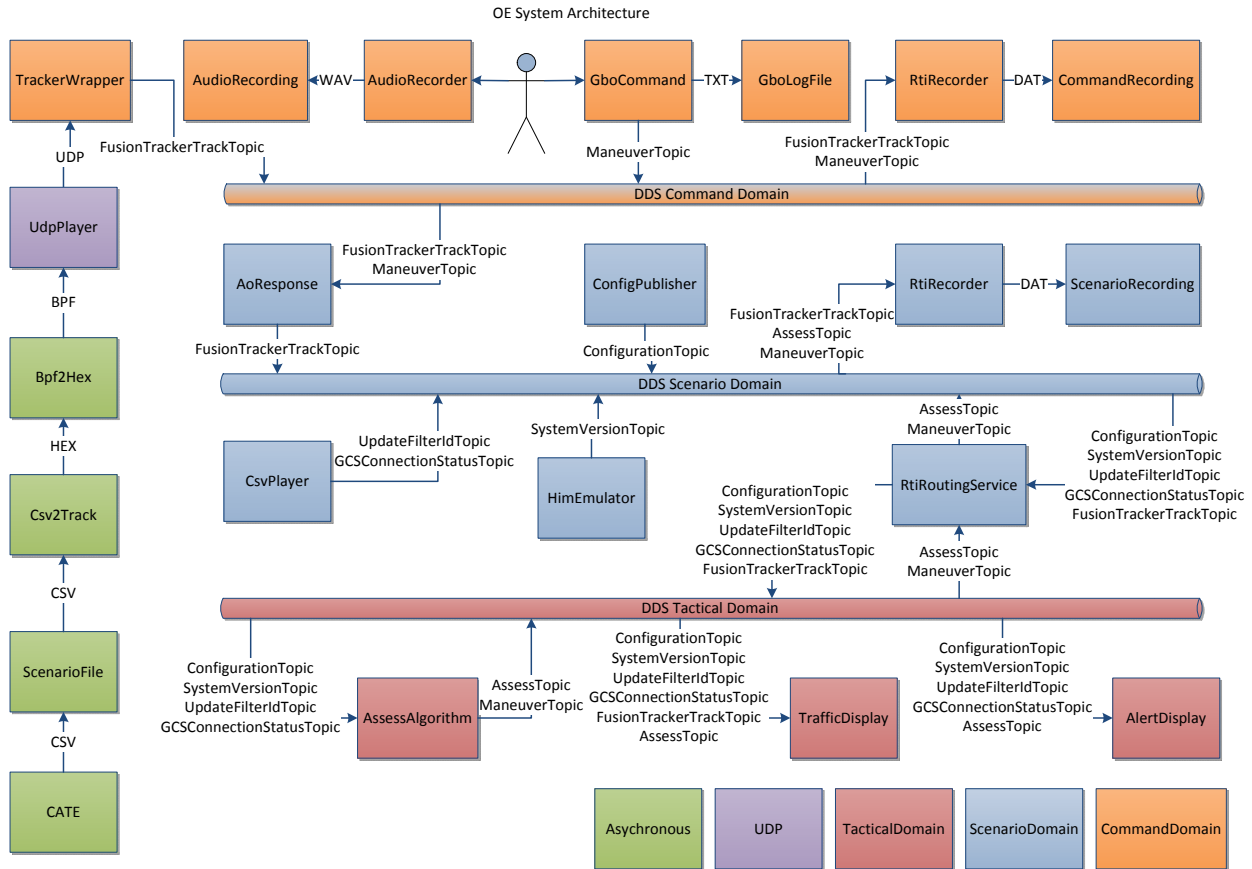 OE System Architecture
TrackerWrapper
AudioRecording
WAV
AudioRecorder
GboCommand
TXT
GboLogFile
RtiRecorder
DAT
CommandRecording
UDP
FusionTrackerTrackTopic
ManeuverTopic
FusionTrackerTrackTopic
ManeuverTopic
DDS Command Domain
UdpPlayer
FusionTrackerTrackTopic
ManeuverTopic
AoResponse
ConfigPublisher
RtiRecorder
DAT
ScenarioRecording
BPF
FusionTrackerTrackTopic
ConfigurationTopic
FusionTrackerTrackTopic
AssessTopic
ManeuverTopic
Bpf2Hex
DDS Scenario Domain
HEX
UpdateFilterIdTopic
GCSConnectionStatusTopic
SystemVersionTopic
AssessTopic
ManeuverTopic
ConfigurationTopic
SystemVersionTopic
UpdateFilterIdTopic
GCSConnectionStatusTopic
FusionTrackerTrackTopic
CsvPlayer
HimEmulator
RtiRoutingService
Csv2Track
ConfigurationTopic
SystemVersionTopic
UpdateFilterIdTopic
GCSConnectionStatusTopic
FusionTrackerTrackTopic
AssessTopic
ManeuverTopic
CSV
DDS Tactical Domain
ScenarioFile
ConfigurationTopic
SystemVersionTopic
UpdateFilterIdTopic
GCSConnectionStatusTopic
AssessAlgorithm
AssessTopic
ManeuverTopic
ConfigurationTopic
SystemVersionTopic
UpdateFilterIdTopic
GCSConnectionStatusTopic
FusionTrackerTrackTopic
AssessTopic
TrafficDisplay
ConfigurationTopic
SystemVersionTopic
UpdateFilterIdTopic
GCSConnectionStatusTopic
AssessTopic
AlertDisplay
CSV
CATE
Asychronous
UDP
TacticalDomain
ScenarioDomain
CommandDomain